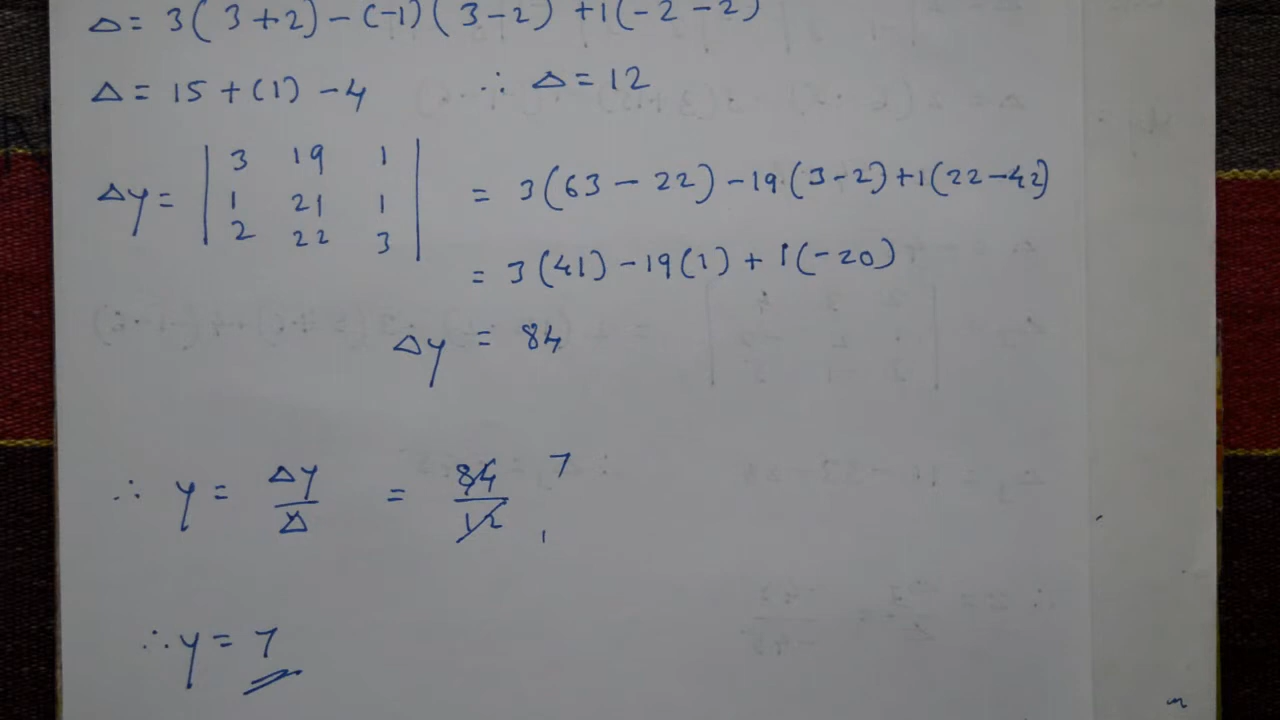 Δ = 3(3+2) - (-1)(3-2) + 1(-2-2)
Δ = 15 + (1) - 4 ∴ Δ = 12
Δy = | 3 19 1 | = 3(63 - 22) - 19(3-2) + 1(22-42)
| 1 21 1 |
| 2 22 3 |
= 3(41) - 19(1) + 1(-20)
Δy = 84
∴ y = Δy/Δ = 84/12 7
1
∴ y = 7